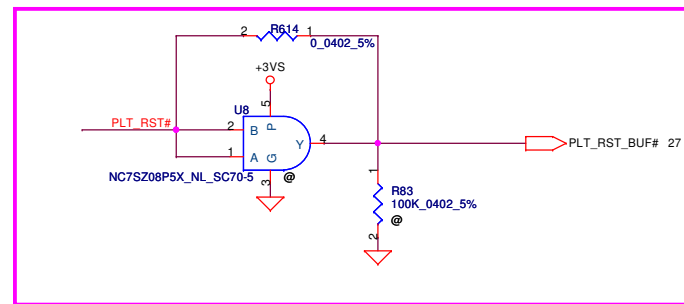 2 R614 1
0_0402_5%
+3VS
U8
5
PLT_RST#
2 B P
Y 4
PLT_RST_BUF# 27
1 A G
NC7SZ08P5X_NL_SC70-5
3
@
1
R83
100K_0402_5%
@
2